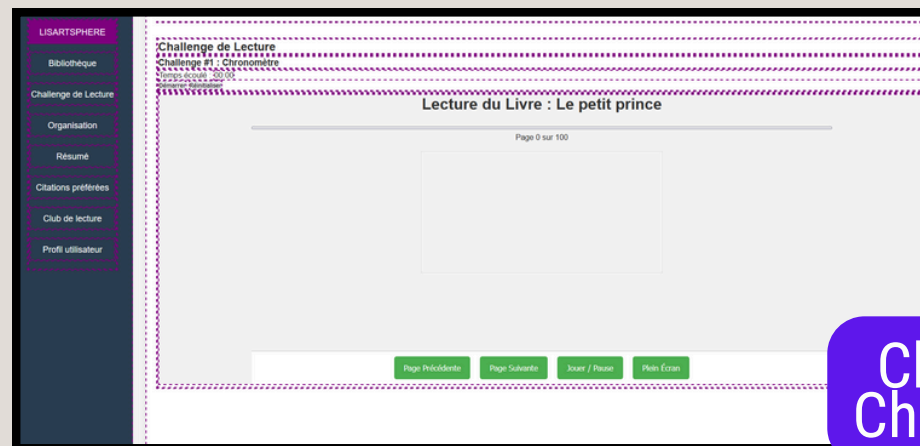 LISARTSPHERE
Bibliothèque
Challenge de Lecture
Organisation
Résumé
Citations préférées
Club de lecture
Profil utilisateur
Challenge de Lecture
Challenge #1 : Chronomètre
Temps écoulé : 00:00
Démarrer Réinitialiser
Lecture du Livre : Le petit prince
Page 0 sur 100
Page Précédente Page Suivante Jouer / Pause Plein Écran